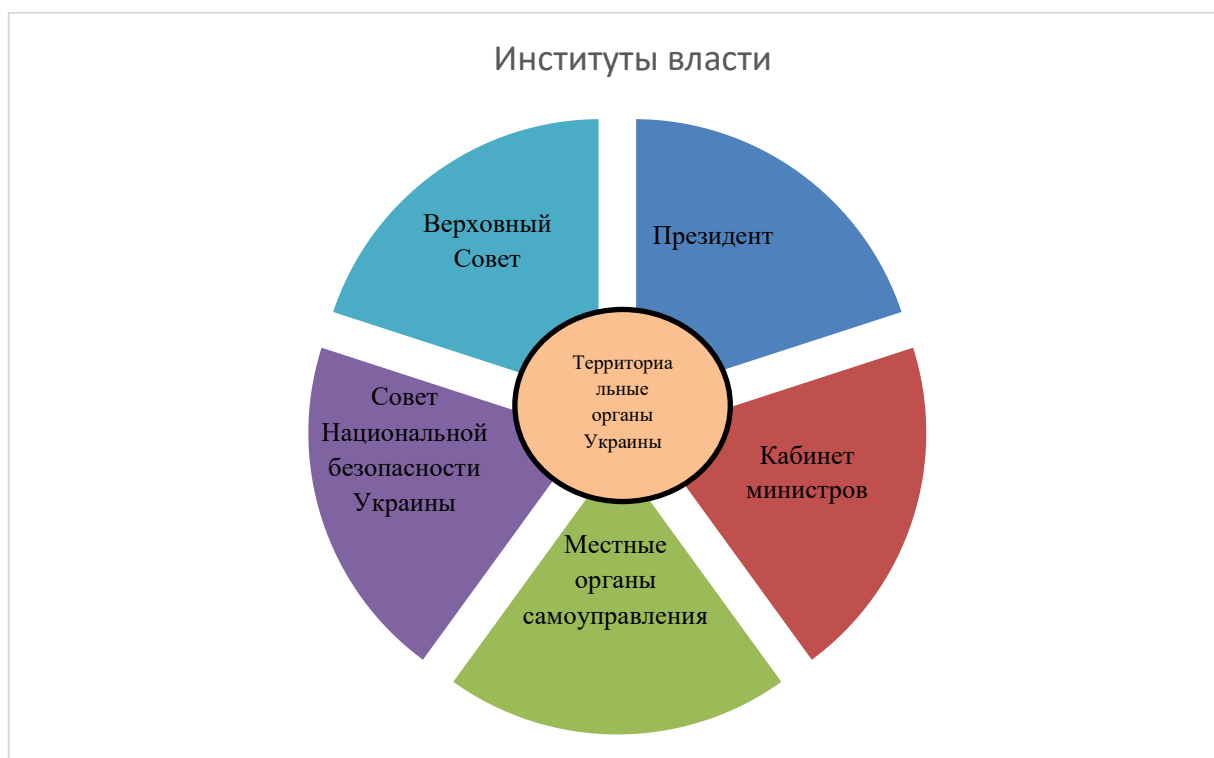 Институты власти
Верховный
Совет
Президент
Территориа
льные
органы
Украины
Совет
Национальной
безопасности
Украины
Кабинет
министров
Местные
органы
самоуправления